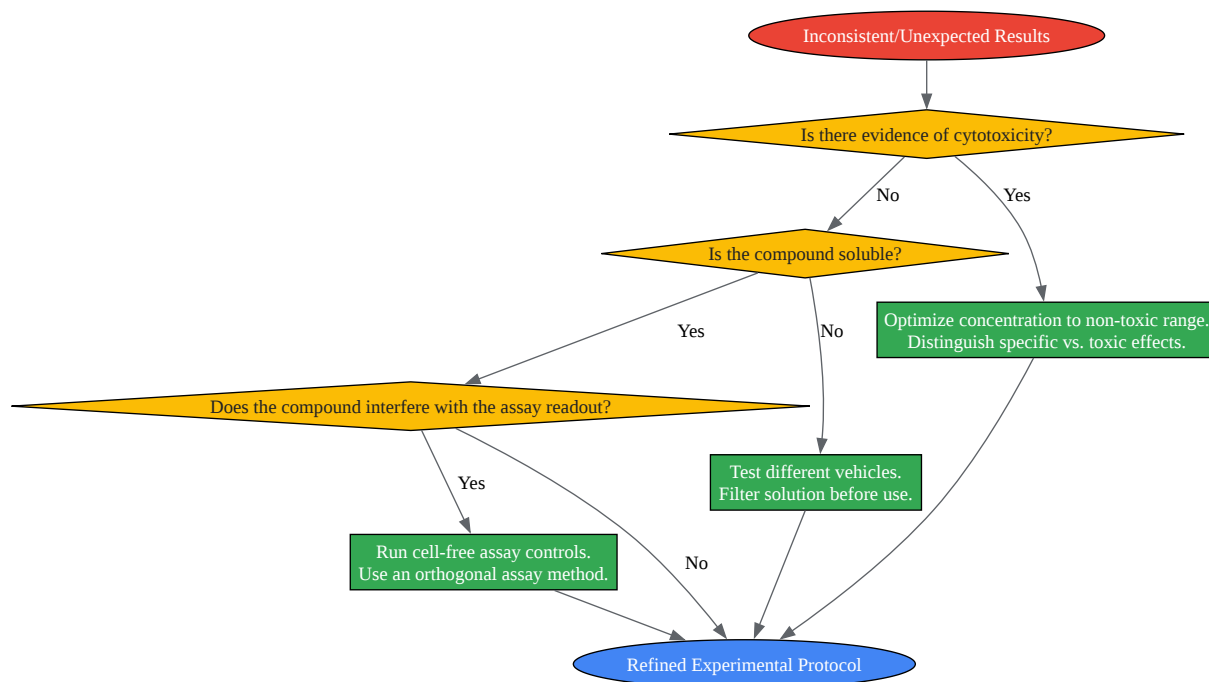 Inconsistent/Unexpected Results
Is there evidence of cytotoxicity?
No
Yes
Is the compound soluble?
Yes
No
Optimize concentration to non-toxic range.
Distinguish specific vs. toxic effects.
Does the compound interfere with the assay readout?
Yes
No
Test different vehicles.
Filter solution before use.
Run cell-free assay controls.
Use an orthogonal assay method.
Refined Experimental Protocol